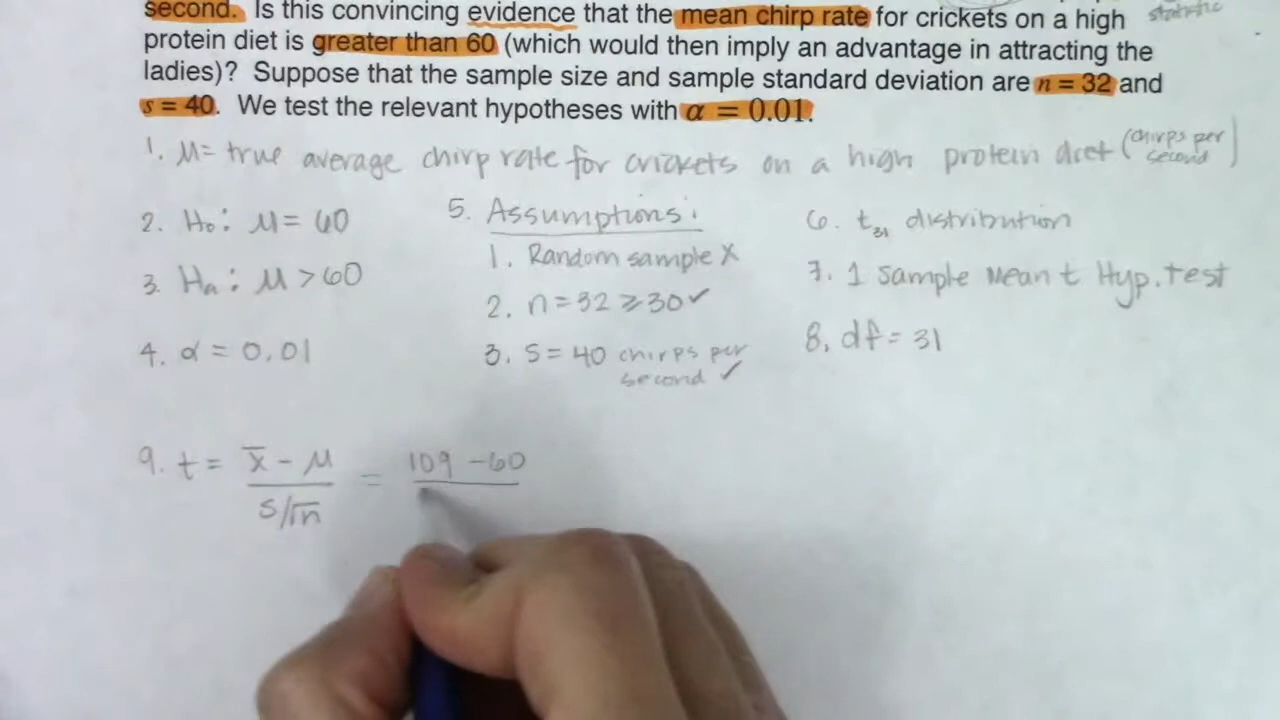 second. Is this convincing evidence that the mean chirp rate for crickets on a high
statistic
protein diet is greater than 60 (which would then imply an advantage in attracting the
ladies)? Suppose that the sample size and sample standard deviation are n = 32 and
s = 40. We test the relevant hypotheses with α = 0.01.
1. μ = true average chirp rate for crickets on a high protein diet (chirps per second)
2. H₀: μ = 60
3. Hₐ: μ > 60
4. α = 0.01
5. Assumptions:
1. Random sample X
2. n = 32 ≥ 30 ✓
3. s = 40 chirps per
second ✓
6. t₃₁ distribution
7. 1 Sample Mean t Hyp. Test
8. df = 31
9. t = x̄ - μ / s/√n = 109 - 60